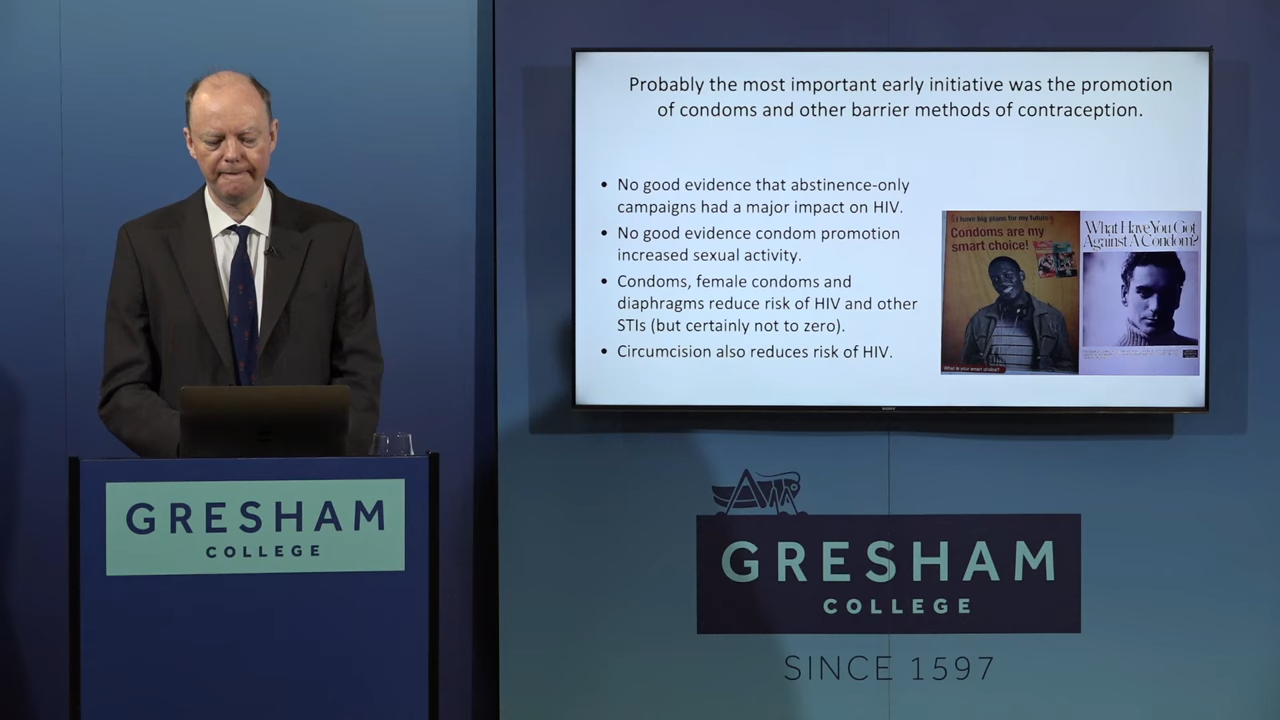 Probably the most important early initiative was the promotion
of condoms and other barrier methods of contraception.
• No good evidence that abstinence-only
campaigns had a major impact on HIV.
• No good evidence condom promotion
increased sexual activity.
• Condoms, female condoms and
diaphragms reduce risk of HIV and other
STIs (but certainly not to zero).
• Circumcision also reduces risk of HIV.
I have big plans for my future
Condoms are my
smart choice!
What is your smart choice?
What Have You Got
Against A Condom?
SONY
GRESHAM
COLLEGE
GRESHAM
COLLEGE
SINCE 1597